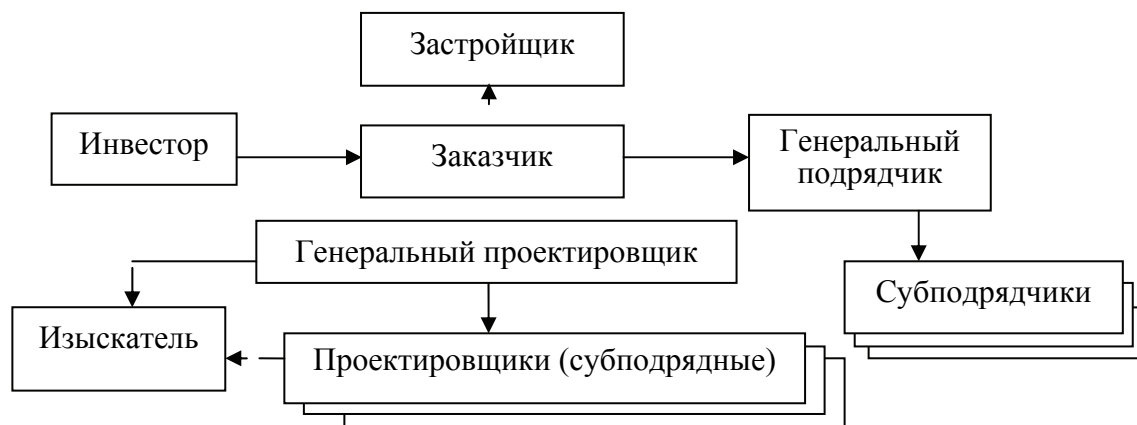 Застройщик
Инвестор
Заказчик
Генеральный
подрядчик
Генеральный проектировщик
Субподрядчики
Изыскатель
Проектировщики (субподрядные)